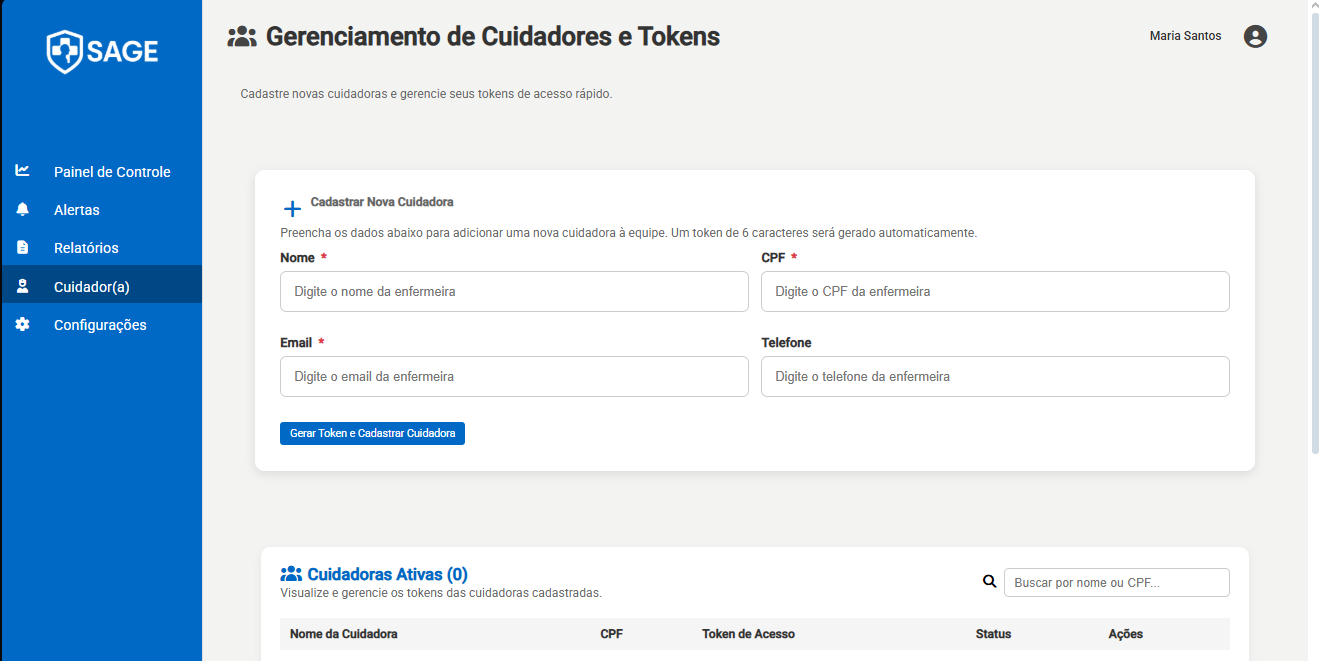 SAGE
Gerenciamento de Cuidadores e Tokens
Maria Santos
Cadastre novas cuidadoras e gerencie seus tokens de acesso rápido.
Painel de Controle
Alertas
Relatórios
Cuidador(a)
Configurações
Cadastrar Nova Cuidadora
Preencha os dados abaixo para adicionar uma nova cuidadora à equipe. Um token de 6 caracteres será gerado automaticamente.
Nome *
Digite o nome da enfermeira
CPF *
Digite o CPF da enfermeira
Email *
Digite o email da enfermeira
Telefone
Digite o telefone da enfermeira
Gerar Token e Cadastrar Cuidadora
Cuidadoras Ativas (0)
Visualize e gerencie os tokens das cuidadoras cadastradas.
Buscar por nome ou CPF...
Nome da Cuidadora CPF Token de Acesso Status Ações